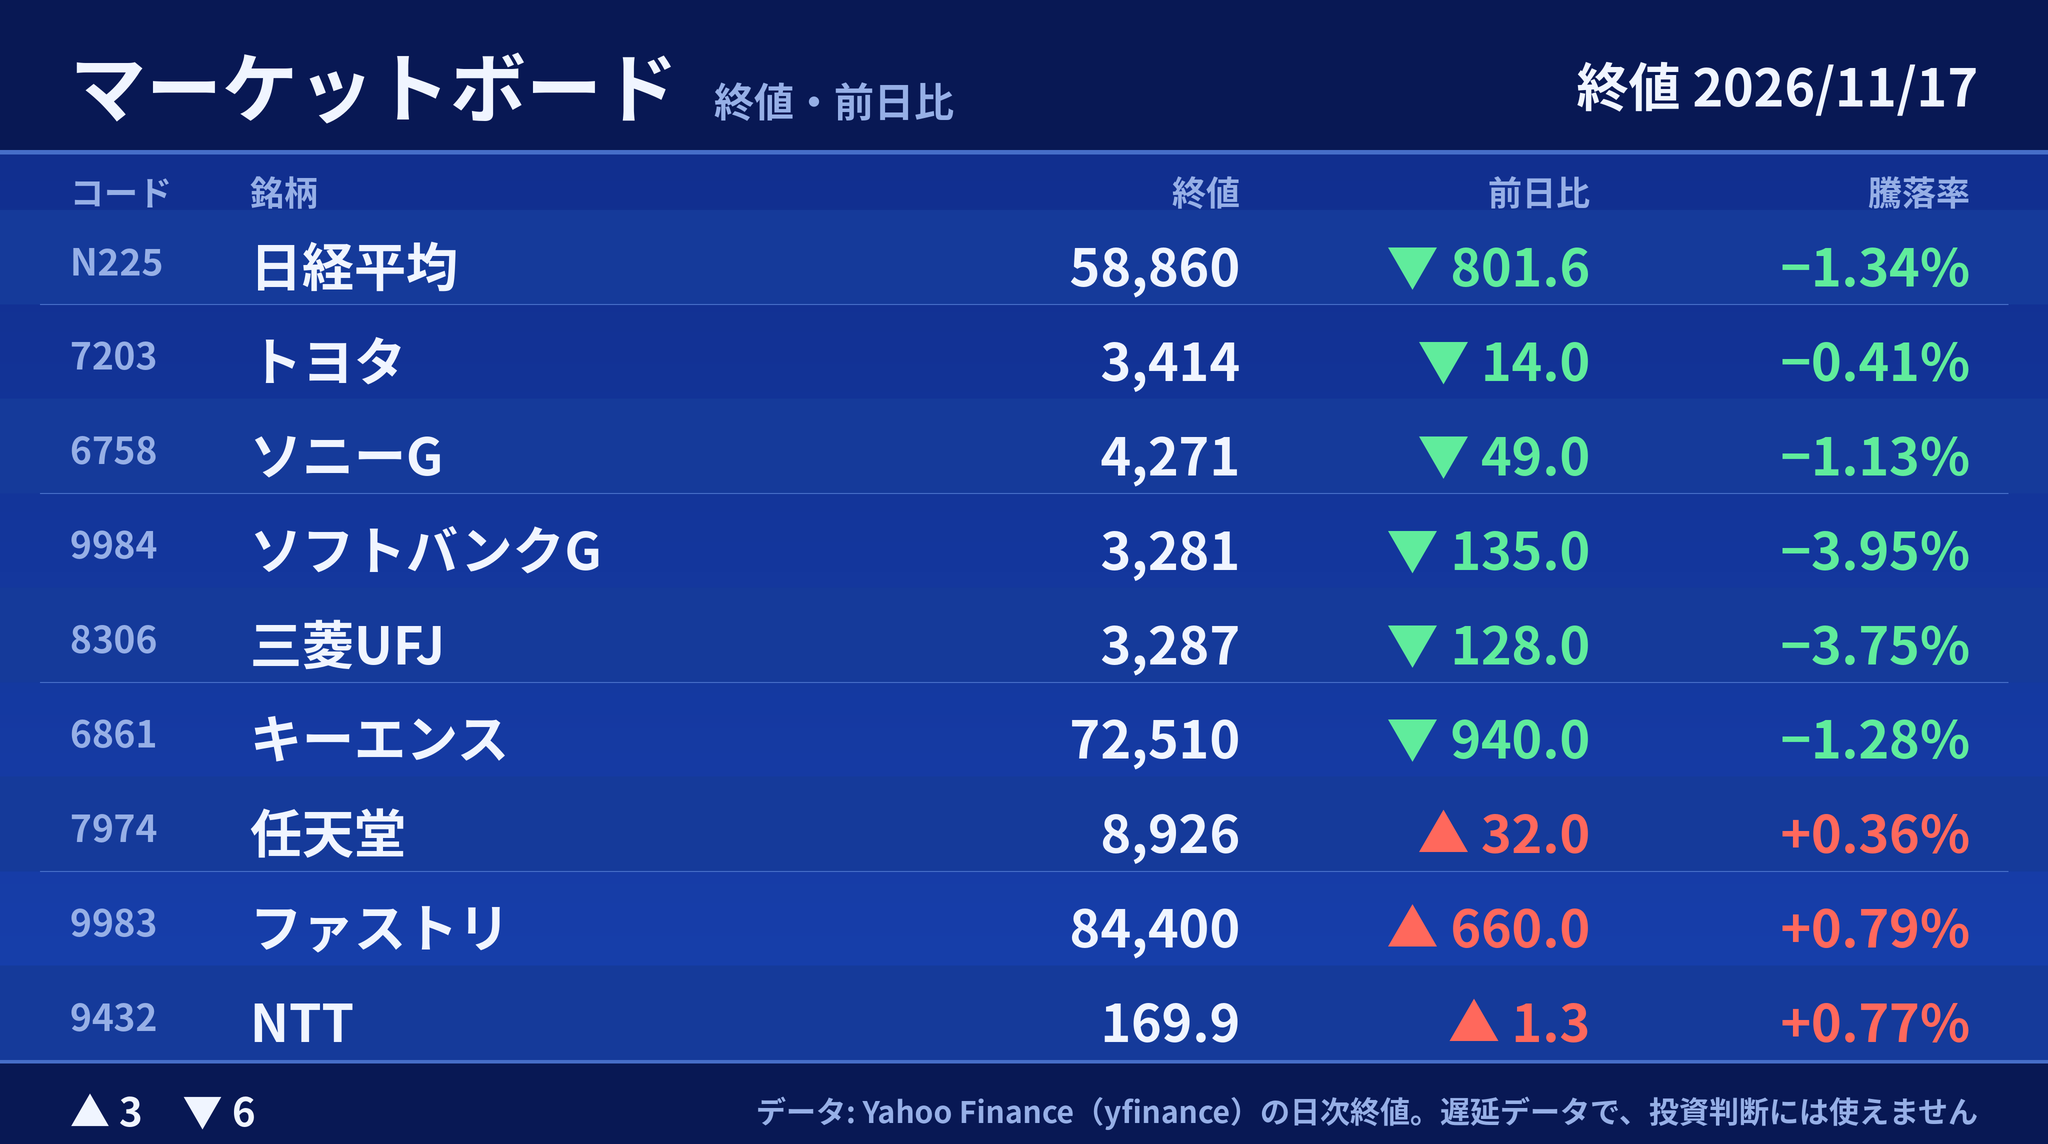 マーケットボード 終値・前日比 終値 2026/11/17
コード 銘柄 終値 前日比 騰落率
N225 日経平均 58,860 ▼ 801.6 −1.34%
7203 トヨタ 3,414 ▼ 14.0 −0.41%
6758 ソニーG 4,271 ▼ 49.0 −1.13%
9984 ソフトバンクG 3,281 ▼ 135.0 −3.95%
8306 三菱UFJ 3,287 ▼ 128.0 −3.75%
6861 キーエンス 72,510 ▼ 940.0 −1.28%
7974 任天堂 8,926 ▲ 32.0 +0.36%
9983 ファストリ 84,400 ▲ 660.0 +0.79%
9432 NTT 169.9 ▲ 1.3 +0.77%
▲ 3 ▼ 6 データ: Yahoo Finance（yfinance）の日次終値。遅延データで、投資判断には使えません